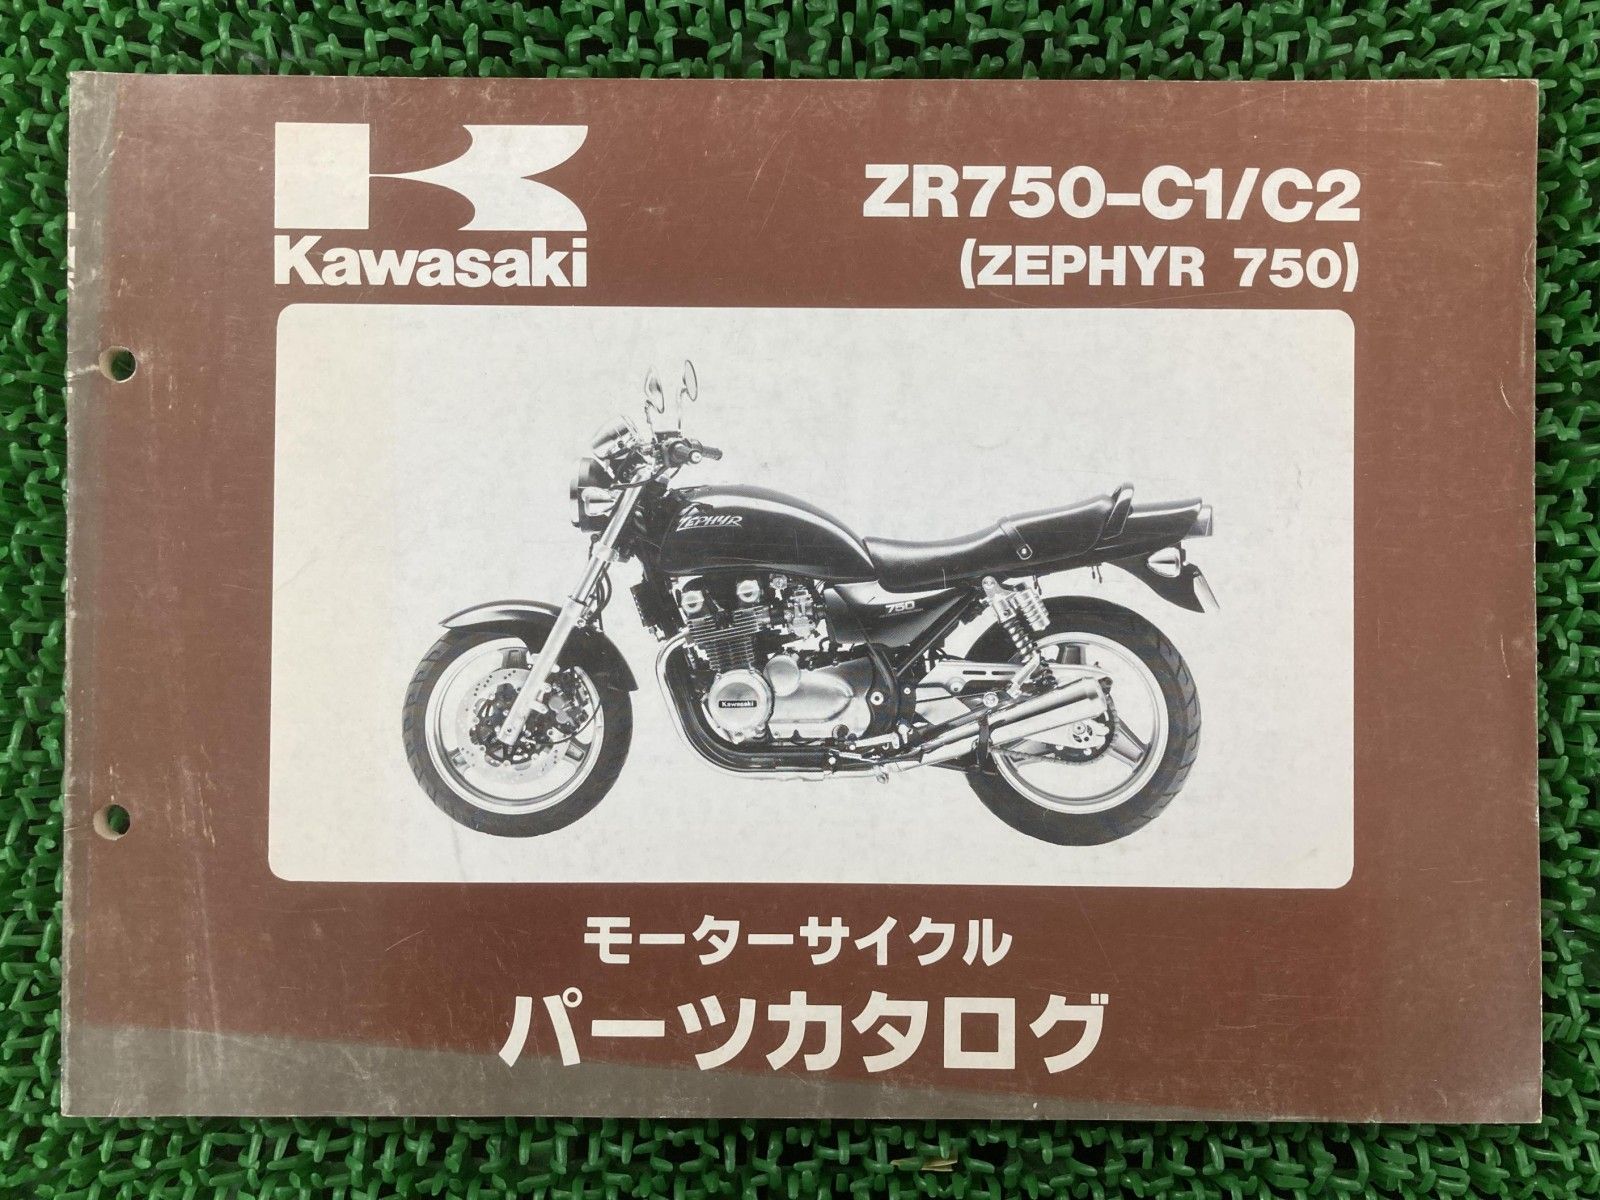 Kawasaki
ZR750-C1/C2
(ZEPHYR 750)
ZEPHYR
750
Kawasaki
モーターサイクル
パーツカタログ